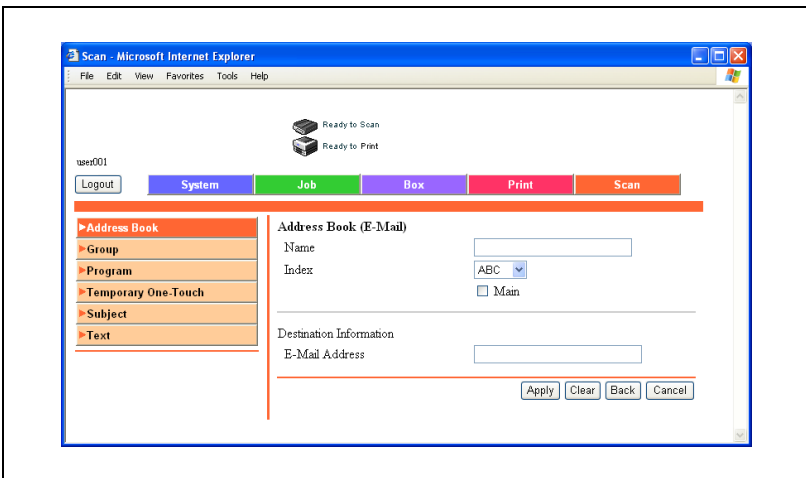 Scan - Microsoft Internet Explorer
File Edit View Favorites Tools Help
Ready to Scan
Ready to Print
user001
Logout System Job Box Print Scan
Address Book
Group
Program
Temporary One-Touch
Subject
Text
Address Book (E-Mail)
Name
Index ABC
Main
Destination Information
E-Mail Address
Apply Clear Back Cancel